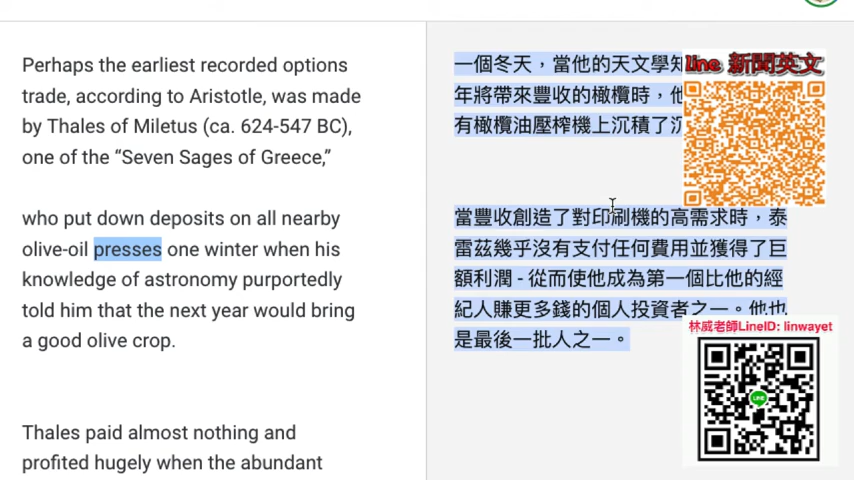 Perhaps the earliest recorded options
trade, according to Aristotle, was made
by Thales of Miletus (ca. 624-547 BC),
one of the “Seven Sages of Greece,”
who put down deposits on all nearby
olive-oil presses one winter when his
knowledge of astronomy purportedly
told him that the next year would bring
a good olive crop.
Thales paid almost nothing and
profited hugely when the abundant
一個冬天，當他的天文學知
年將帶來豐收的橄欖時，他
有橄欖油壓榨機上沉積了沉
當豐收創造了對印刷機的高需求時，泰
雷茲幾乎沒有支付任何費用並獲得了巨
額利潤 - 從而使他成為第一個比他的經
紀人賺更多錢的個人投資者之一。他也
是最後一批人之一。
line 新聞英文
林威老師LineID: linwayet
LINE